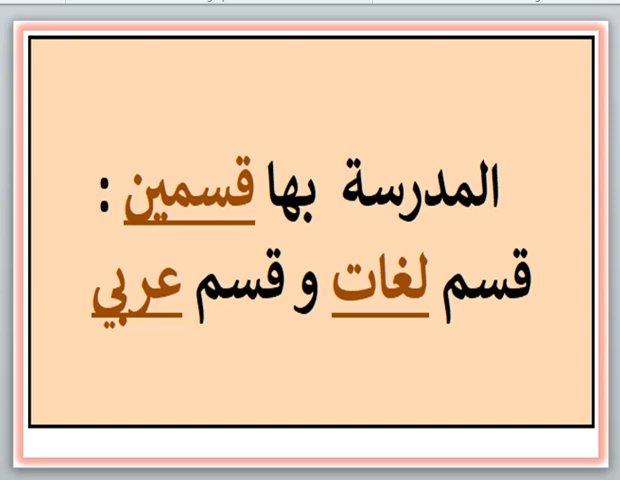 المدرسة بها قسمين :
قسم لغات و قسم عربي